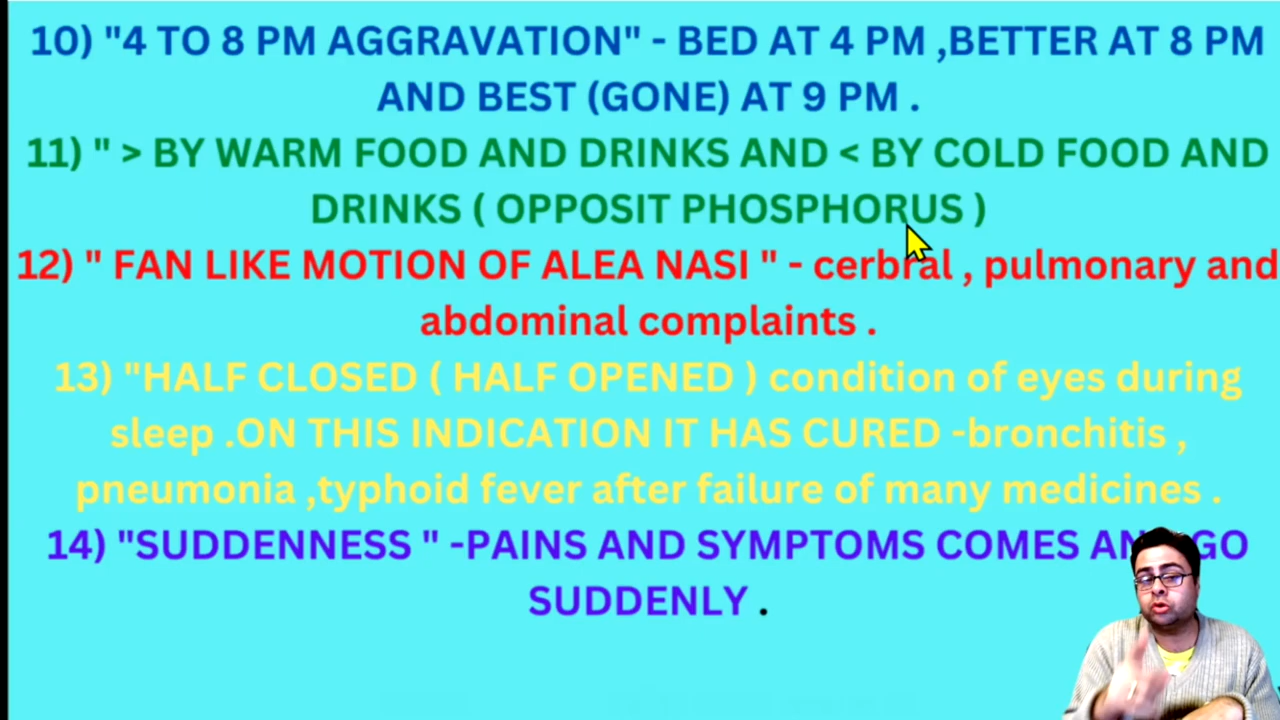 10) "4 TO 8 PM AGGRAVATION" - BED AT 4 PM ,BETTER AT 8 PM
AND BEST (GONE) AT 9 PM .
11) " > BY WARM FOOD AND DRINKS AND < BY COLD FOOD AND
DRINKS ( OPPOSIT PHOSPHORUS )
12) " FAN LIKE MOTION OF ALEA NASI " - cerbral , pulmonary and
abdominal complaints .
13) "HALF CLOSED ( HALF OPENED ) condition of eyes during
sleep .ON THIS INDICATION IT HAS CURED -bronchitis ,
pneumonia ,typhoid fever after failure of many medicines .
14) "SUDDENNESS " -PAINS AND SYMPTOMS COMES AND GO
SUDDENLY .